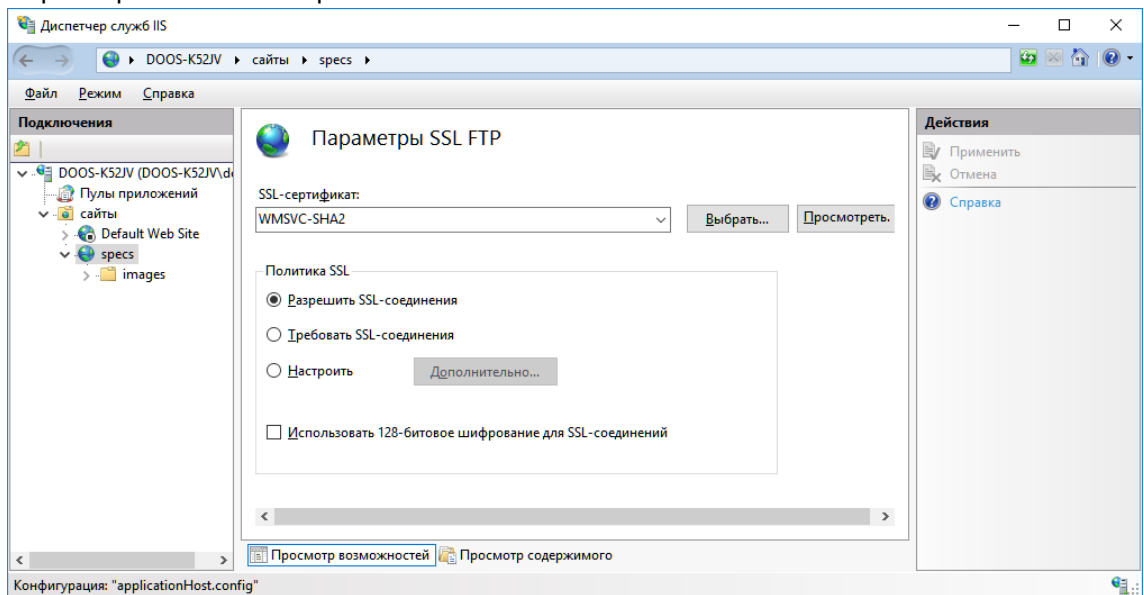 Диспетчер служб IIS
DOOS-K52JV
сайты
specs
Файл Режим Справка
Подключения
DOOS-K52JV (DOOS-K52JV\d
Пулы приложений
сайты
Default Web Site
specs
images
Параметры SSL FTP
SSL-сертификат:
WMSVC-SHA2
Выбрать...
Просмотреть.
Политика SSL
Разрешить SSL-соединения
Требовать SSL-соединения
Настроить
Дополнительно...
Использовать 128-битовое шифрование для SSL-соединений
Просмотр возможностей
Просмотр содержимого
Действия
Применить
Отмена
Справка
Конфигурация: "applicationHost.config"